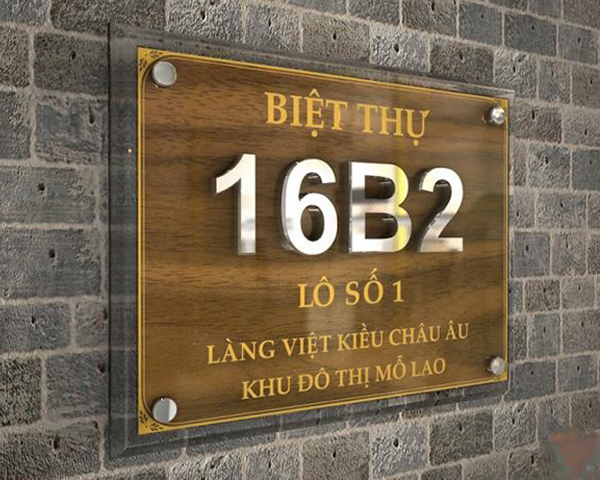 BIỆT THỰ
16B2
LÔ SỐ 1
LÀNG VIỆT KIỀU CHÂU ÂU
KHU ĐÔ THỊ MỖ LAO